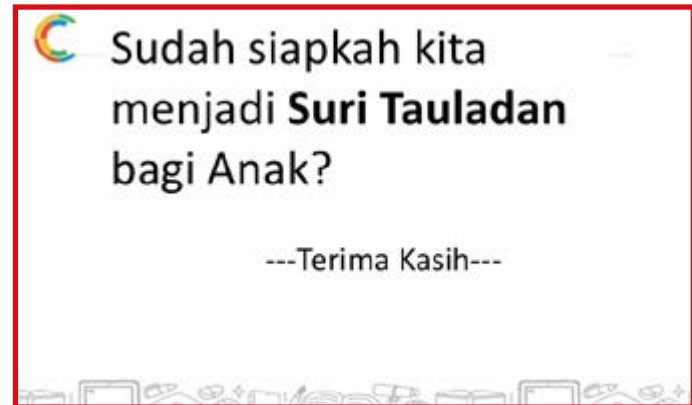 Sudah siapkah kita
menjadi Suri Tauladan
bagi Anak?
---Terima Kasih---